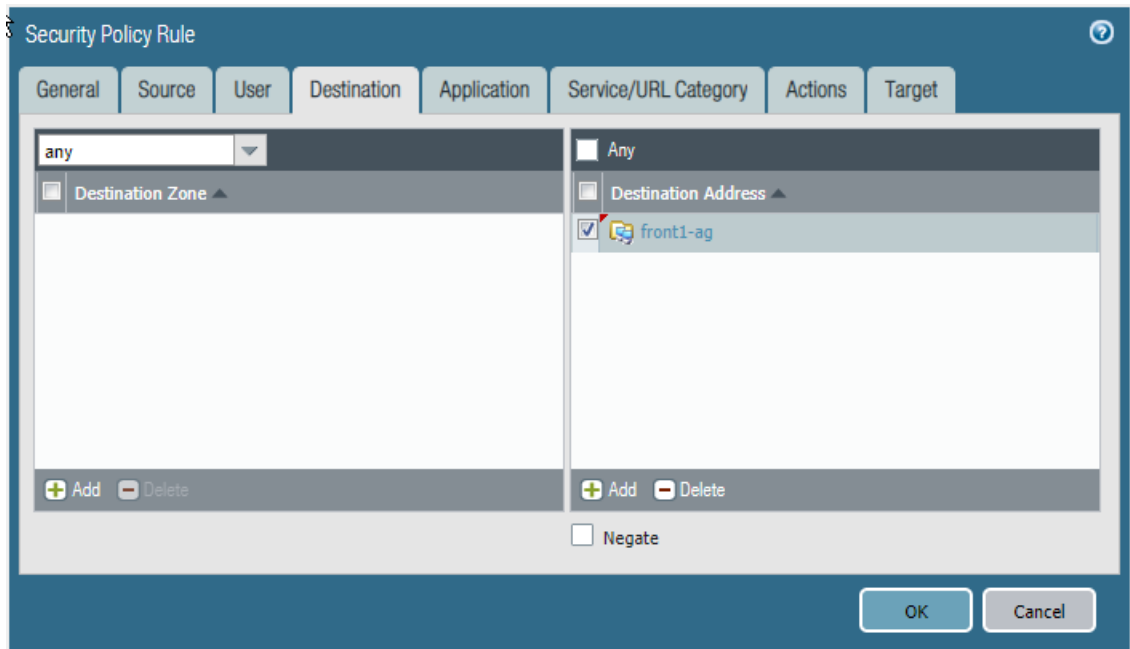 Security Policy Rule
General Source User Destination Application Service/URL Category Actions Target
any Any
Destination Zone Destination Address
front1-ag
Add Delete Add Delete
Negate
OK Cancel